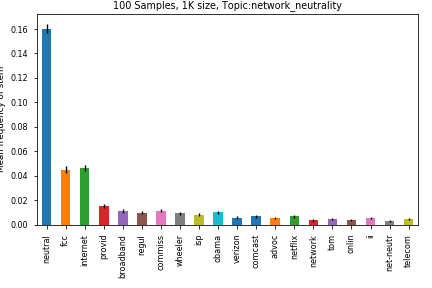 100 Samples, 1K size, Topic:network_neutrality
Mean frequency of stem
0.16
0.14
0.12
0.10
0.08
0.06
0.04
0.02
0.00
neutral
fcc
internet
provid
broadband
regul
commiss
wheeler
isp
obama
verizon
comcast
advoc
netflix
network
tom
onlin
ii
net-neutr
telecom